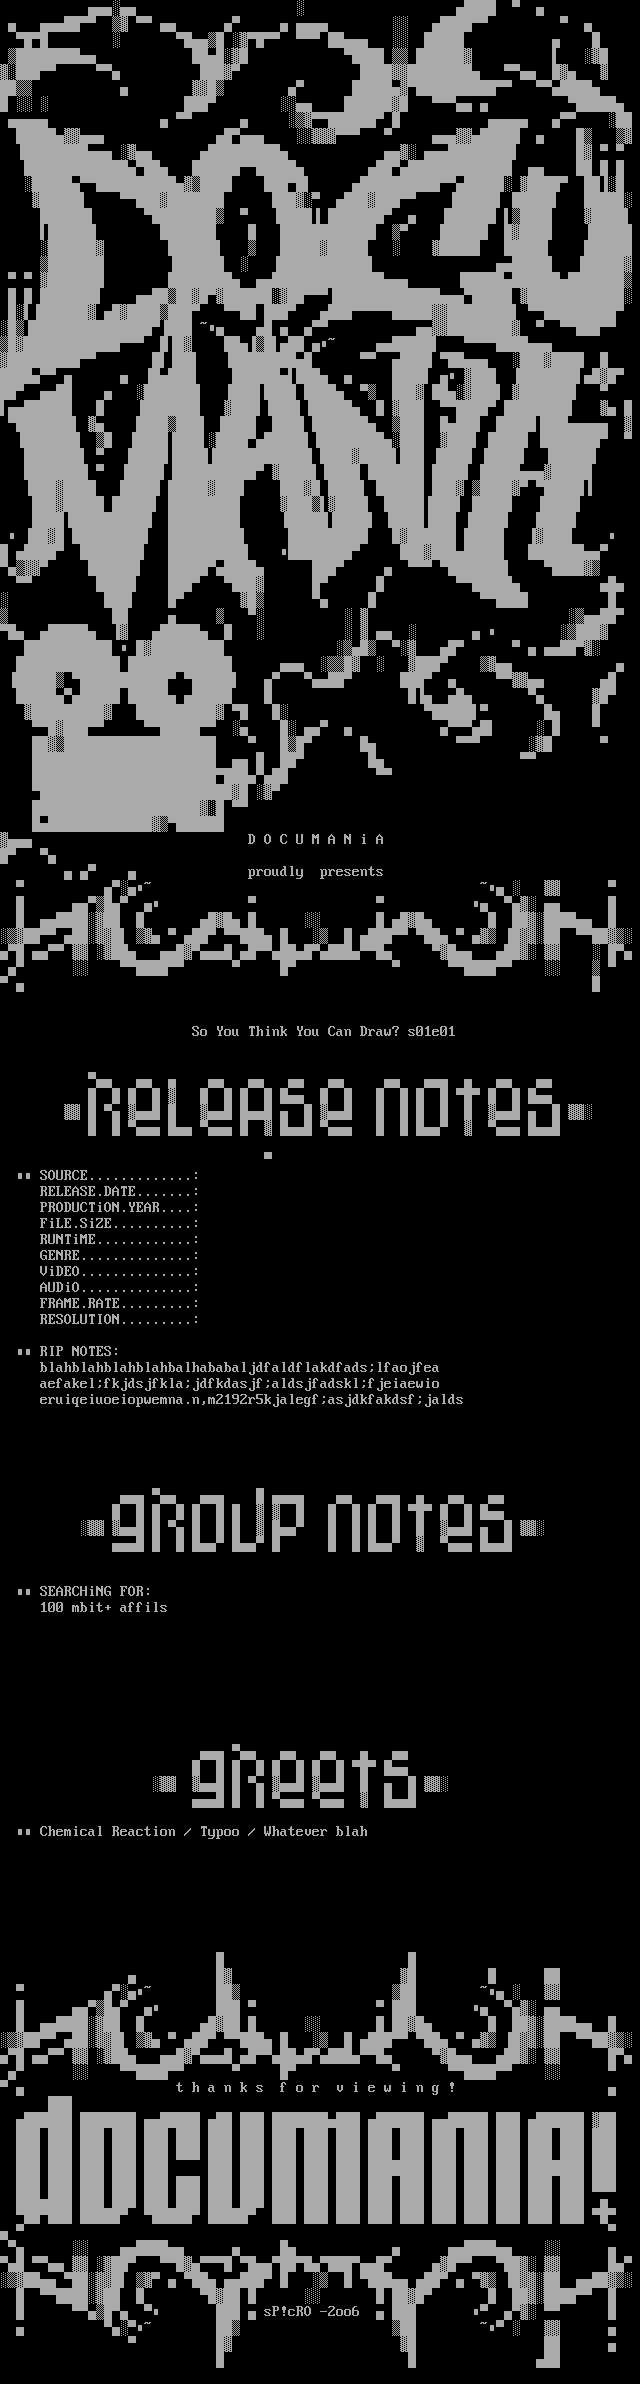 DOCU
MANiA
D O C U M A N i A
proudly presents
So You Think You Can Draw? s01e01
ReLeASe nOteS
SOURCE.............:
RELEASE.DATE.......:
PRODUCTiON.YEAR....:
FiLE.SiZE..........:
RUNTiME............:
GENRE..............:
ViDEO..............:
AUDiO..............:
FRAME.RATE.........:
RESOLUTiON.........:
RIP NOTES:
blahblahblahblahbalhababaljdfaldflakdfads;lfaojfea
aefakel;fkjdsjfkla;jdfkdasjf;aldsjfadskl;fjeiaewio
eruiqeiuoeiopwemna.n,m2192r5kjalegf;asjdkfakdsf;jalds
gROUP nOteS
SEARCHiNG FOR:
100 mbit+ affils
gReetS
Chemical Reaction / Typoo / Whatever blah
t h a n k s  f o r  v i e w i n g !
dOCUMANIA!
sP!cRO -2oo6